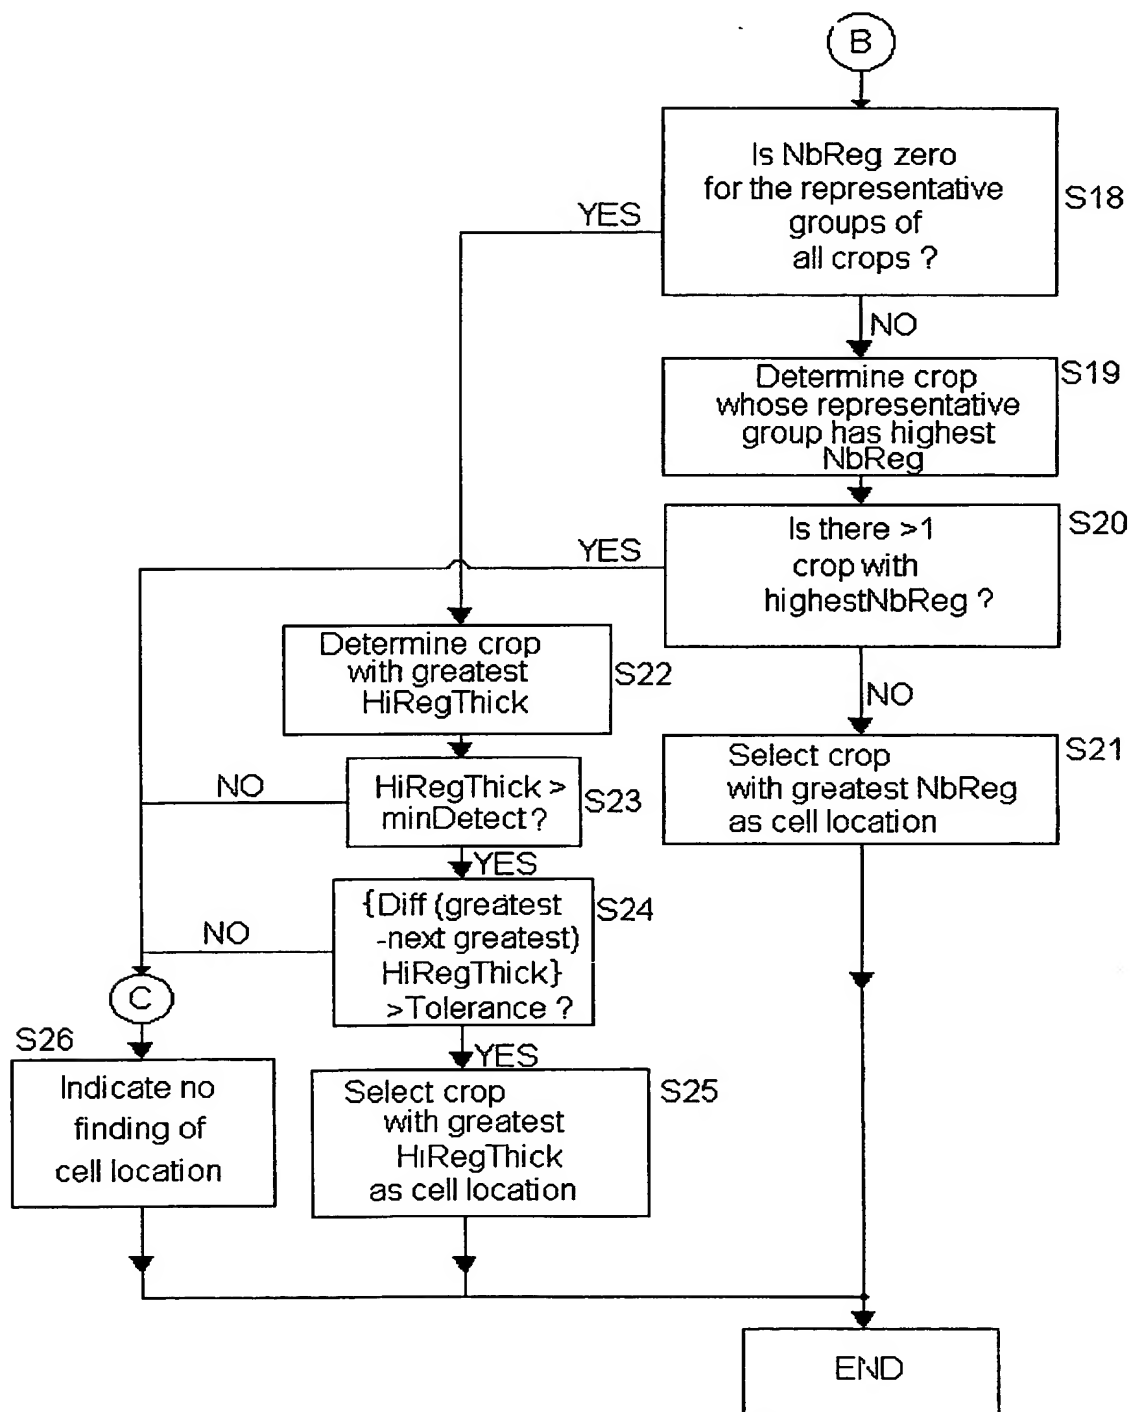 B
Is NbReg zero
for the representative
groups of
all crops ?
S18
YES
NO
Determine crop
whose representative
group has highest
NbReg
S19
Is there >1
crop with
highestNbReg ?
S20
YES
NO
Determine crop
with greatest
HiRegThick
S22
Select crop
with greatest NbReg
as cell location
S21
HiRegThick >
minDetect ?
S23
NO
YES
{Diff (greatest
-next greatest)
HiRegThick}
>Tolerance ?
S24
NO
YES
C
S26
Indicate no
finding of
cell location
Select crop
with greatest
HiRegThick
as cell location
S25
END